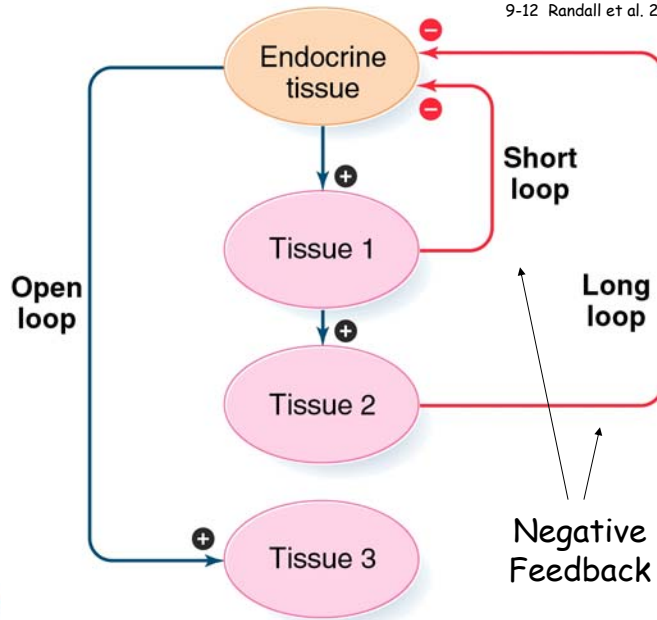 9-12 Randall et al. 2
Endocrine
tissue
Short
loop
Tissue 1
Open
loop
Long
loop
Tissue 2
Tissue 3
Negative
Feedback